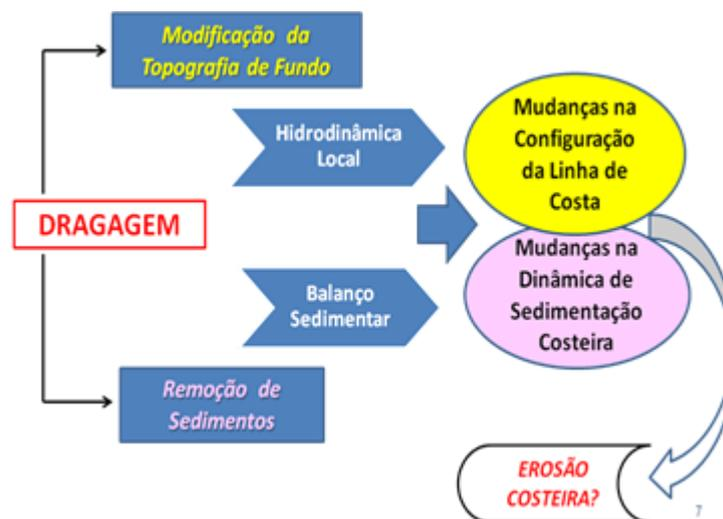 Modificação da
Topografia de Fundo
Hidrodinâmica
Local
Mudanças na
Configuração
da Linha de
Costa
DRAGAGEM
Mudanças na
Dinâmica de
Sedimentação
Costeira
Balanço
Sedimentar
Remoção de
Sedimentos
EROSÃO
COSTEIRA?
7